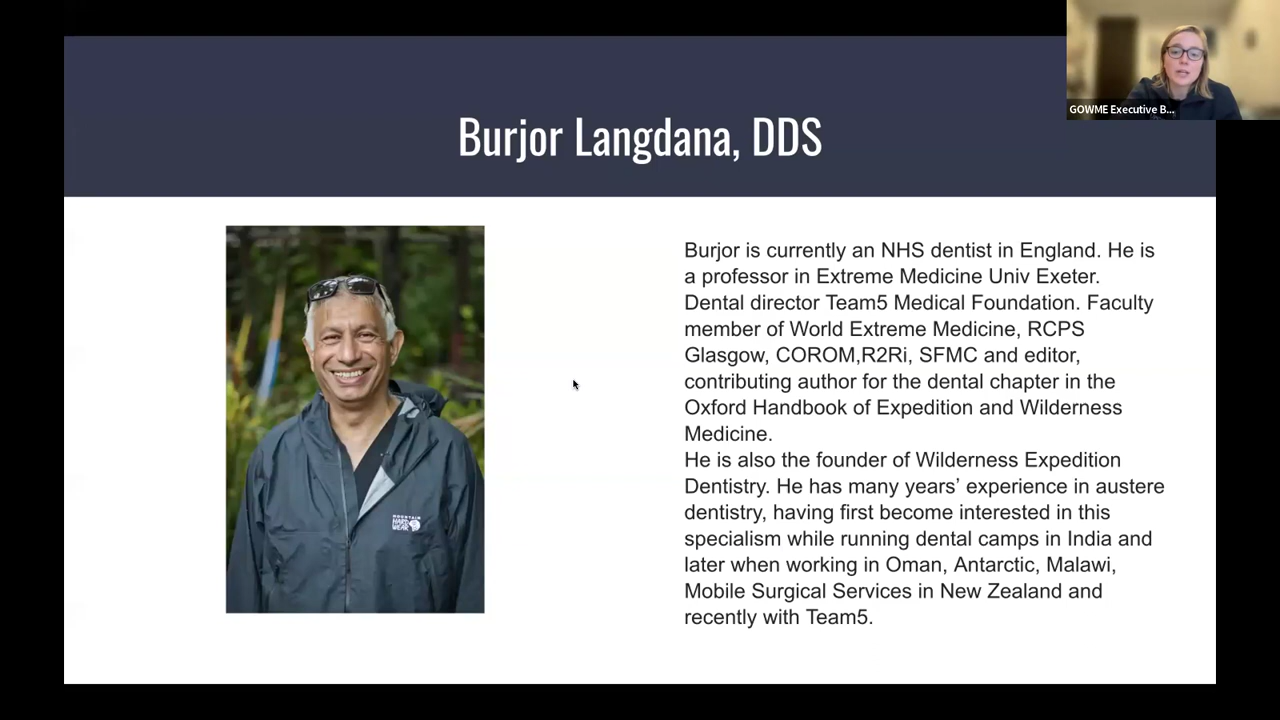 GOWME Executive B...
Burjor Langdana, DDS
Burjor is currently an NHS dentist in England. He is
a professor in Extreme Medicine Univ Exeter.
Dental director Team5 Medical Foundation. Faculty
member of World Extreme Medicine, RCPS
Glasgow, COROM,R2Ri, SFMC and editor,
contributing author for the dental chapter in the
Oxford Handbook of Expedition and Wilderness
Medicine.
He is also the founder of Wilderness Expedition
Dentistry. He has many years’ experience in austere
dentistry, having first become interested in this
specialism while running dental camps in India and
later when working in Oman, Antarctic, Malawi,
Mobile Surgical Services in New Zealand and
recently with Team5.
MOUNTAIN
HARD
WEAR